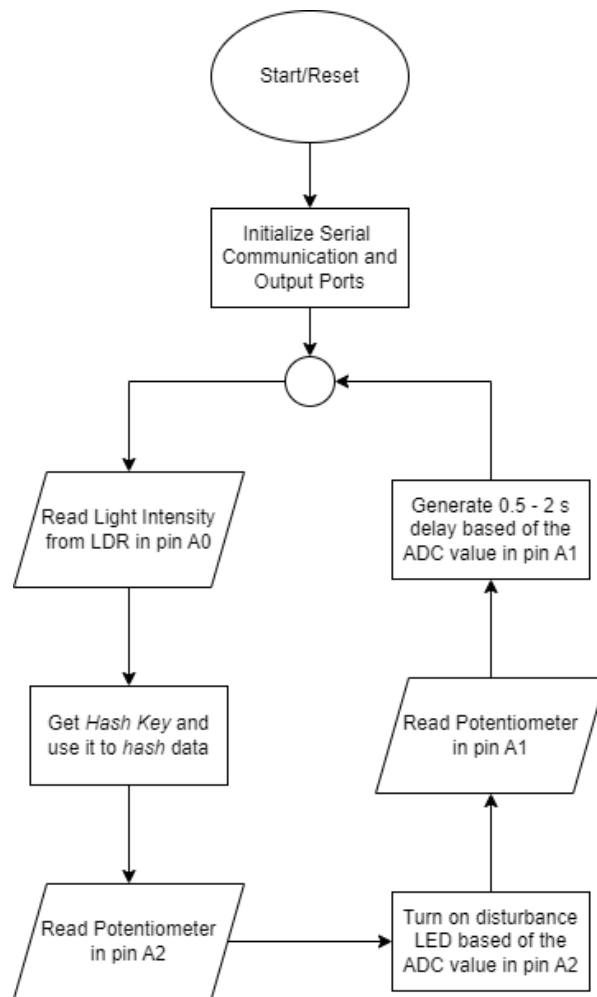 Start/Reset
Initialize Serial
Communication and
Output Ports
Read Light Intensity
from LDR in pin A0
Get Hash Key and
use it to hash data
Read Potentiometer
in pin A2
Turn on disturbance
LED based of the
ADC value in pin A2
Read Potentiometer
in pin A1
Generate 0.5 - 2 s
delay based of the
ADC value in pin A1